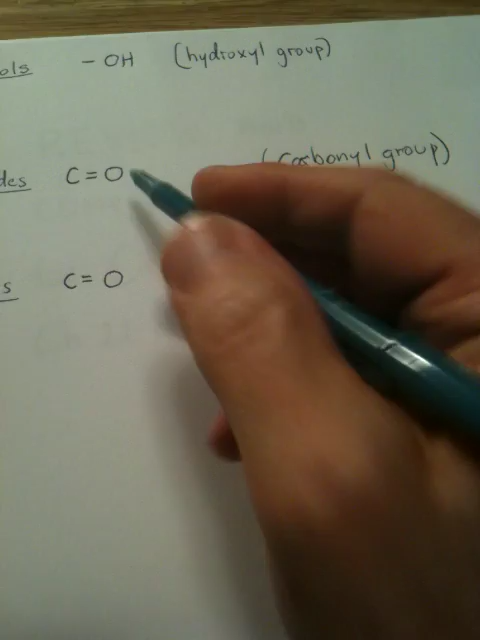 ols - OH (hydroxyl group)
des C=O (carbonyl group)
s C=O